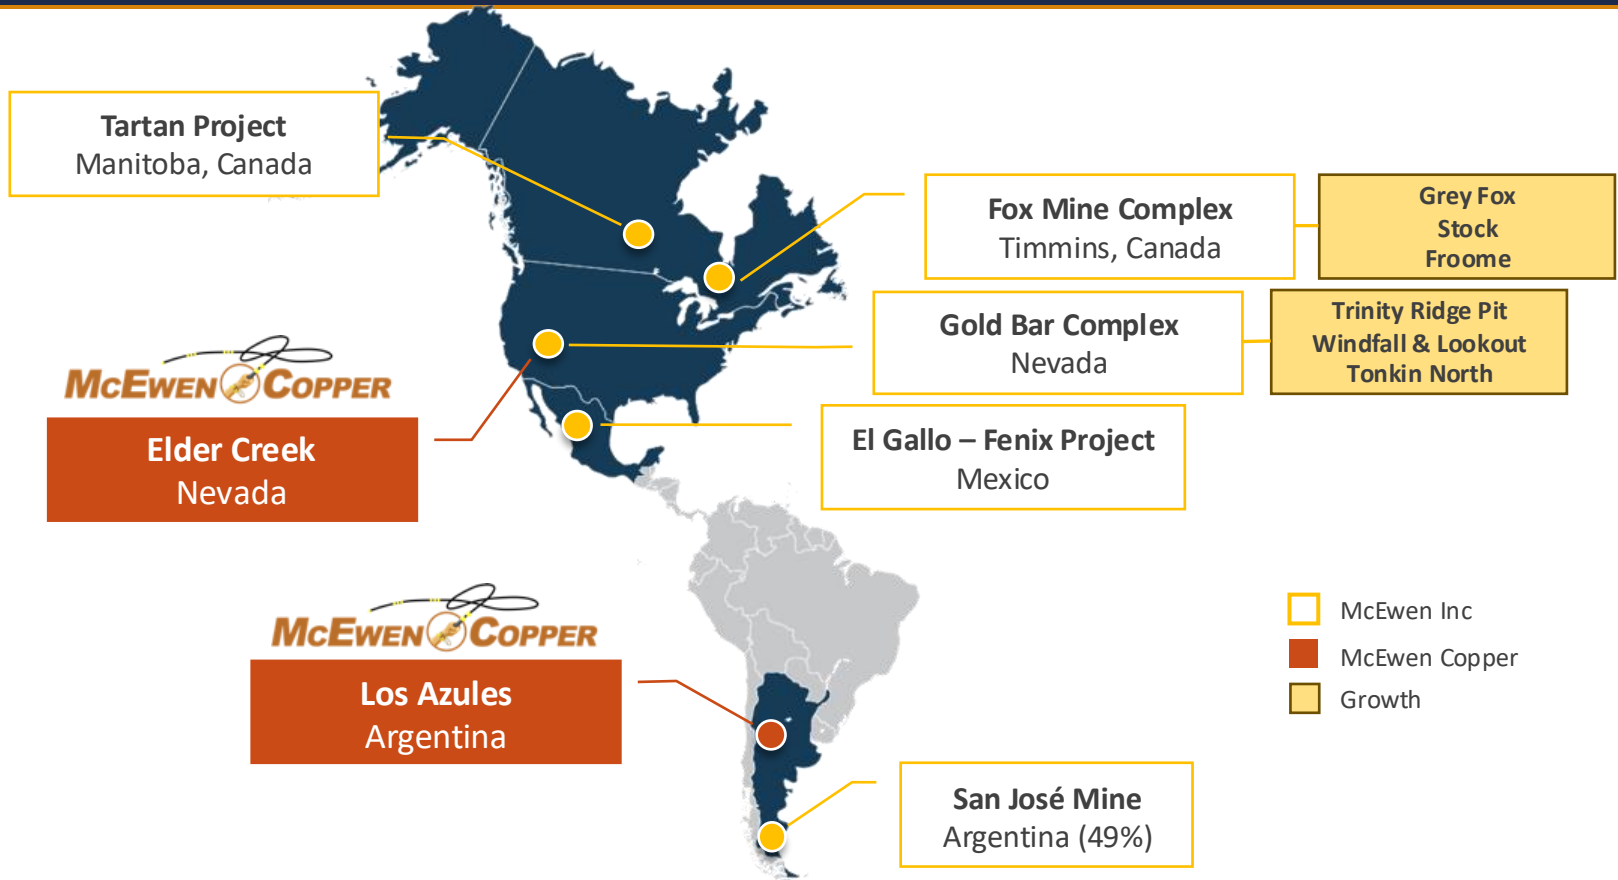 Tartan Project
Manitoba, Canada
Fox Mine Complex
Timmins, Canada
Grey Fox
Stock
Froome
Gold Bar Complex
Nevada
Trinity Ridge Pit
Windfall & Lookout
Tonkin North
McEwen Copper
Elder Creek
Nevada
El Gallo – Fenix Project
Mexico
McEwen Copper
Los Azules
Argentina
McEwen Inc
McEwen Copper
Growth
San José Mine
Argentina (49%)